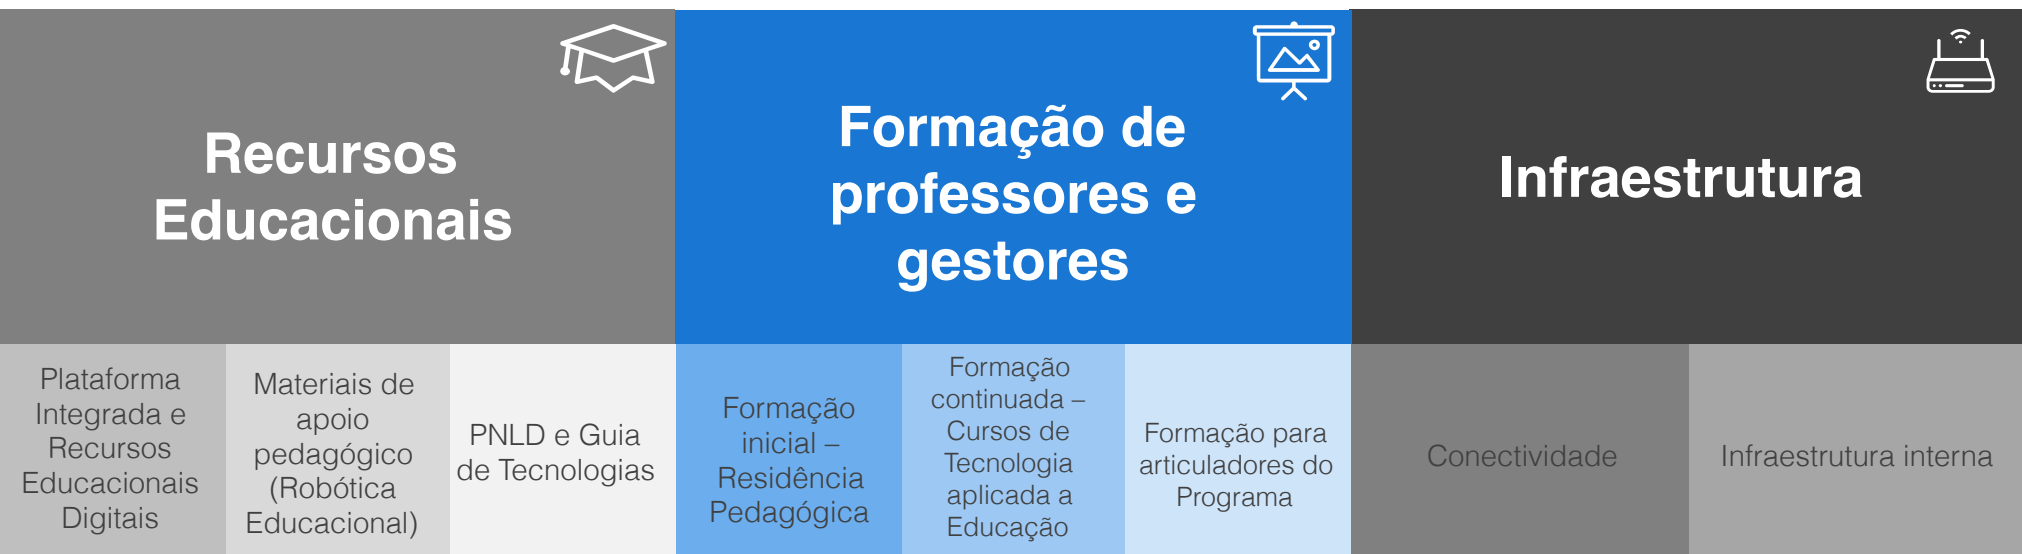 Recursos
Educacionais
Formação de
professores e
gestores
Infraestrutura
Plataforma
Integrada e
Recursos
Educacionais
Digitais
Materiais de
apoio
pedagógico
(Robótica
Educacional)
PNLD e Guia
de Tecnologias
Formação
inicial –
Residência
Pedagógica
Formação
continuada –
Cursos de
Tecnologia
aplicada a
Educação
Formação para
articuladores do
Programa
Conectividade
Infraestrutura interna